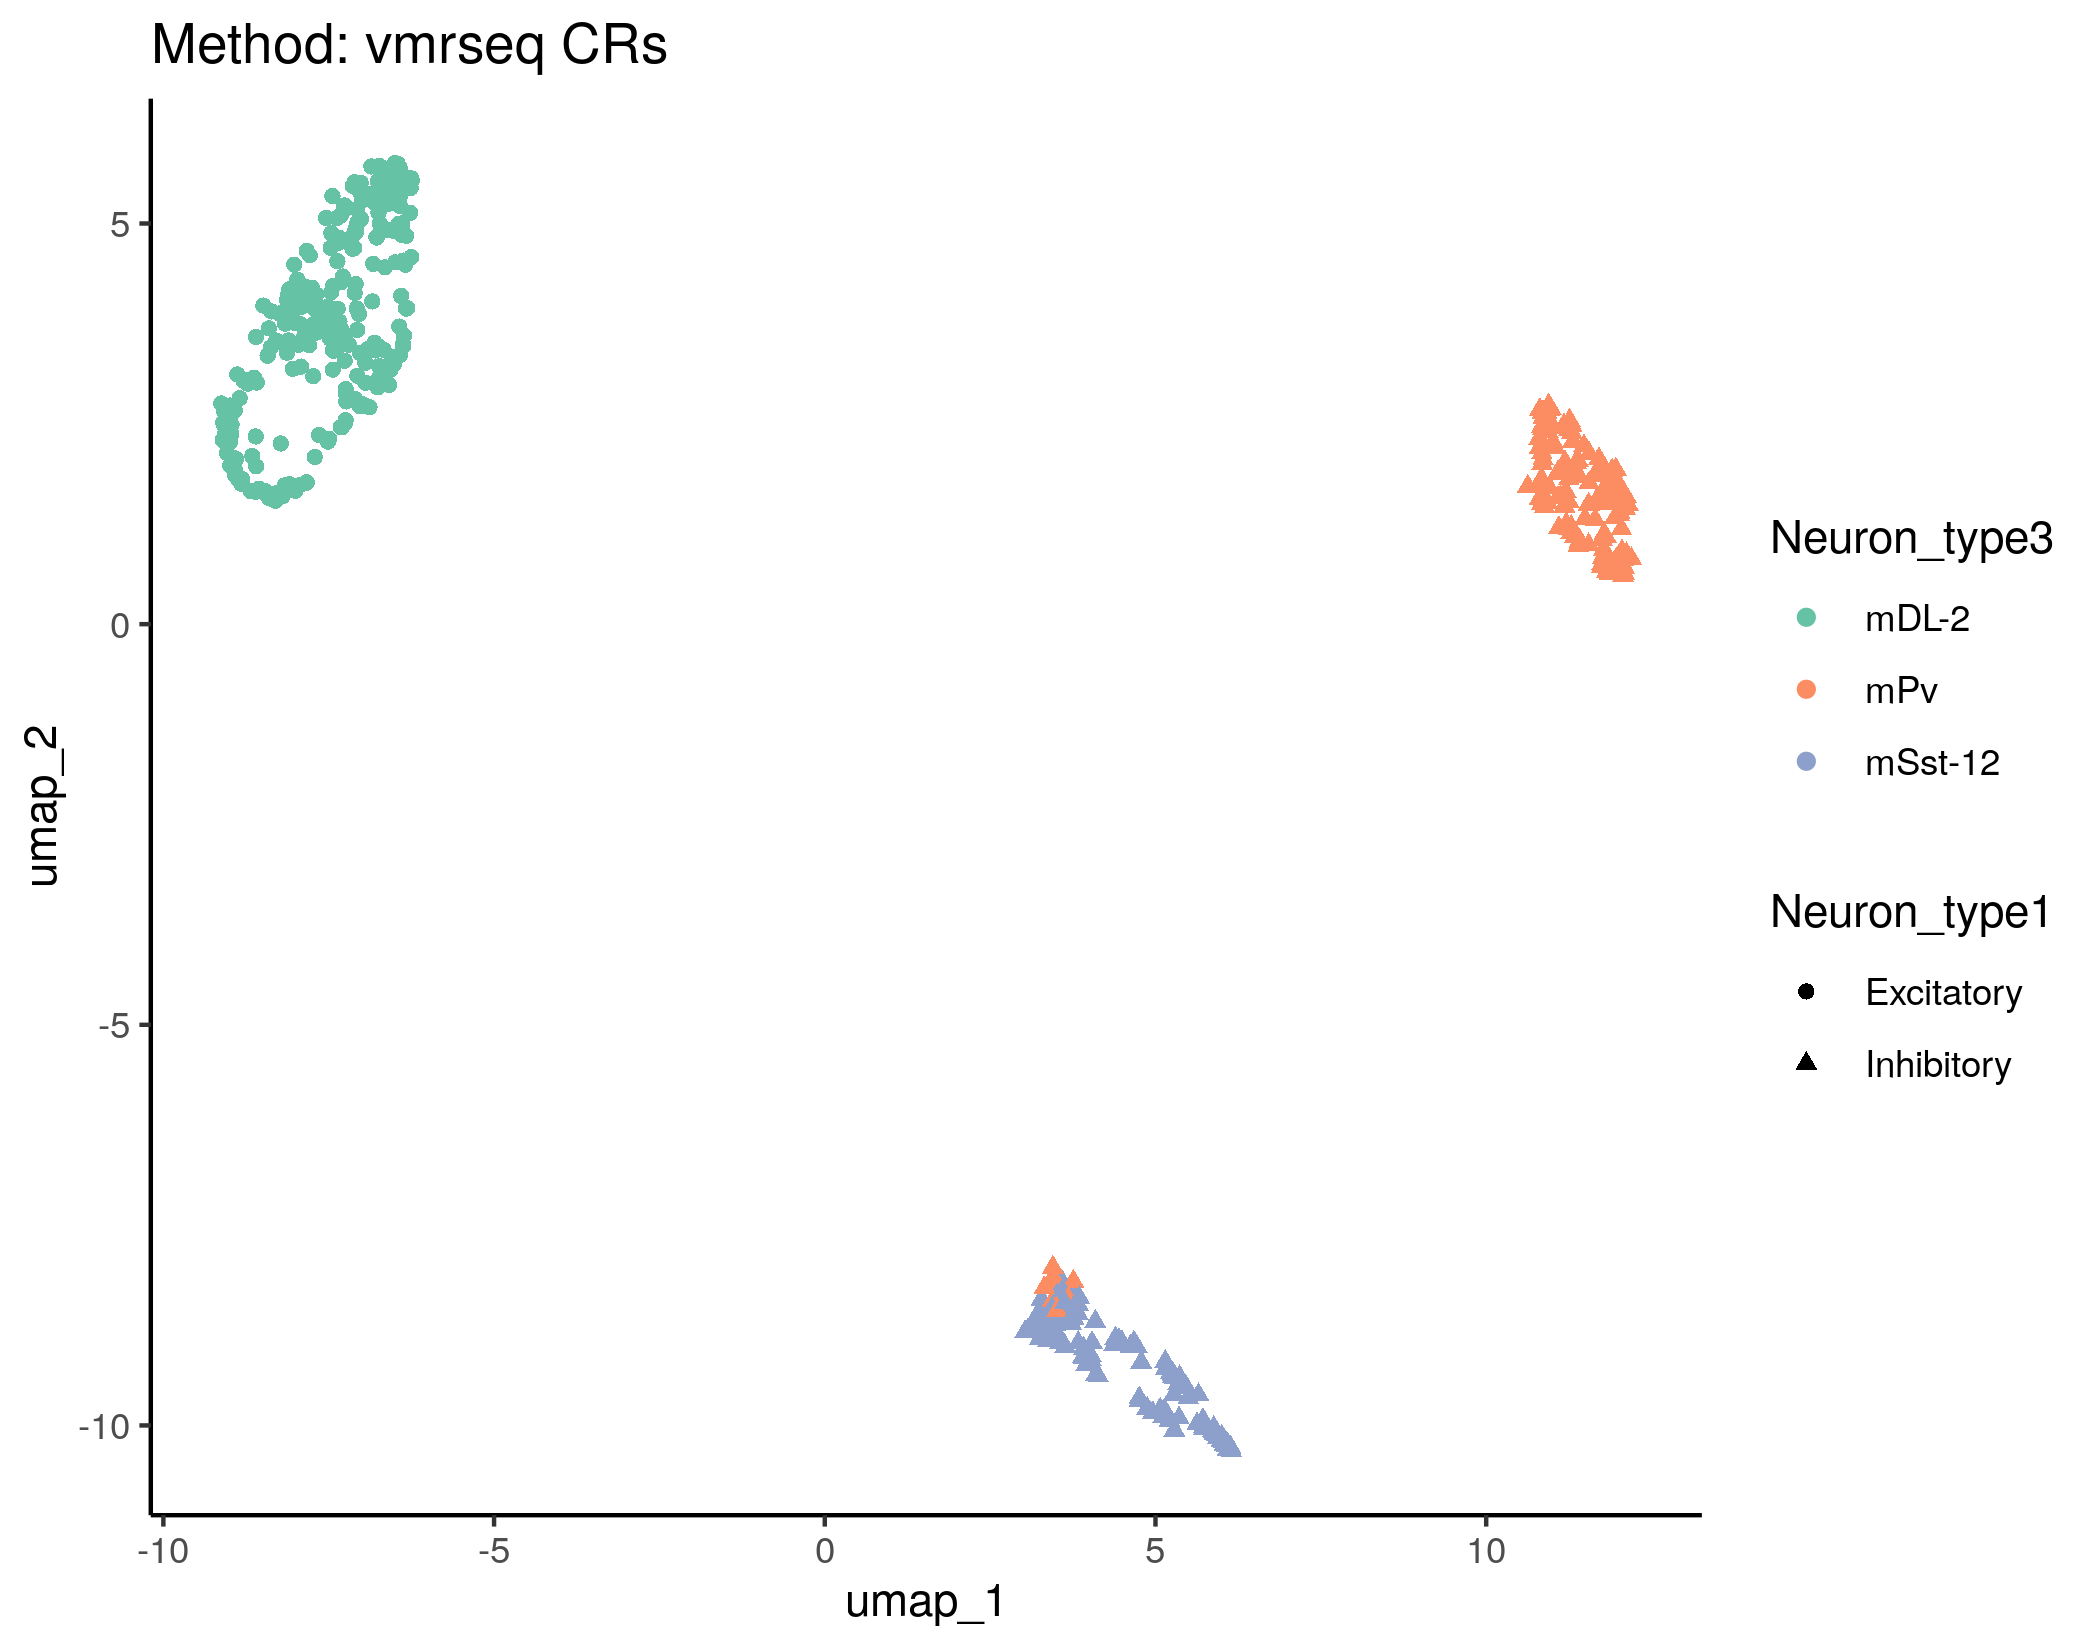 Method: vmrseq CRs
umap_2
5
0
-5
-10
-10
-5
0
5
10
umap_1
Neuron_type3
mDL-2
mPv
mSst-12
Neuron_type1
Excitatory
Inhibitory